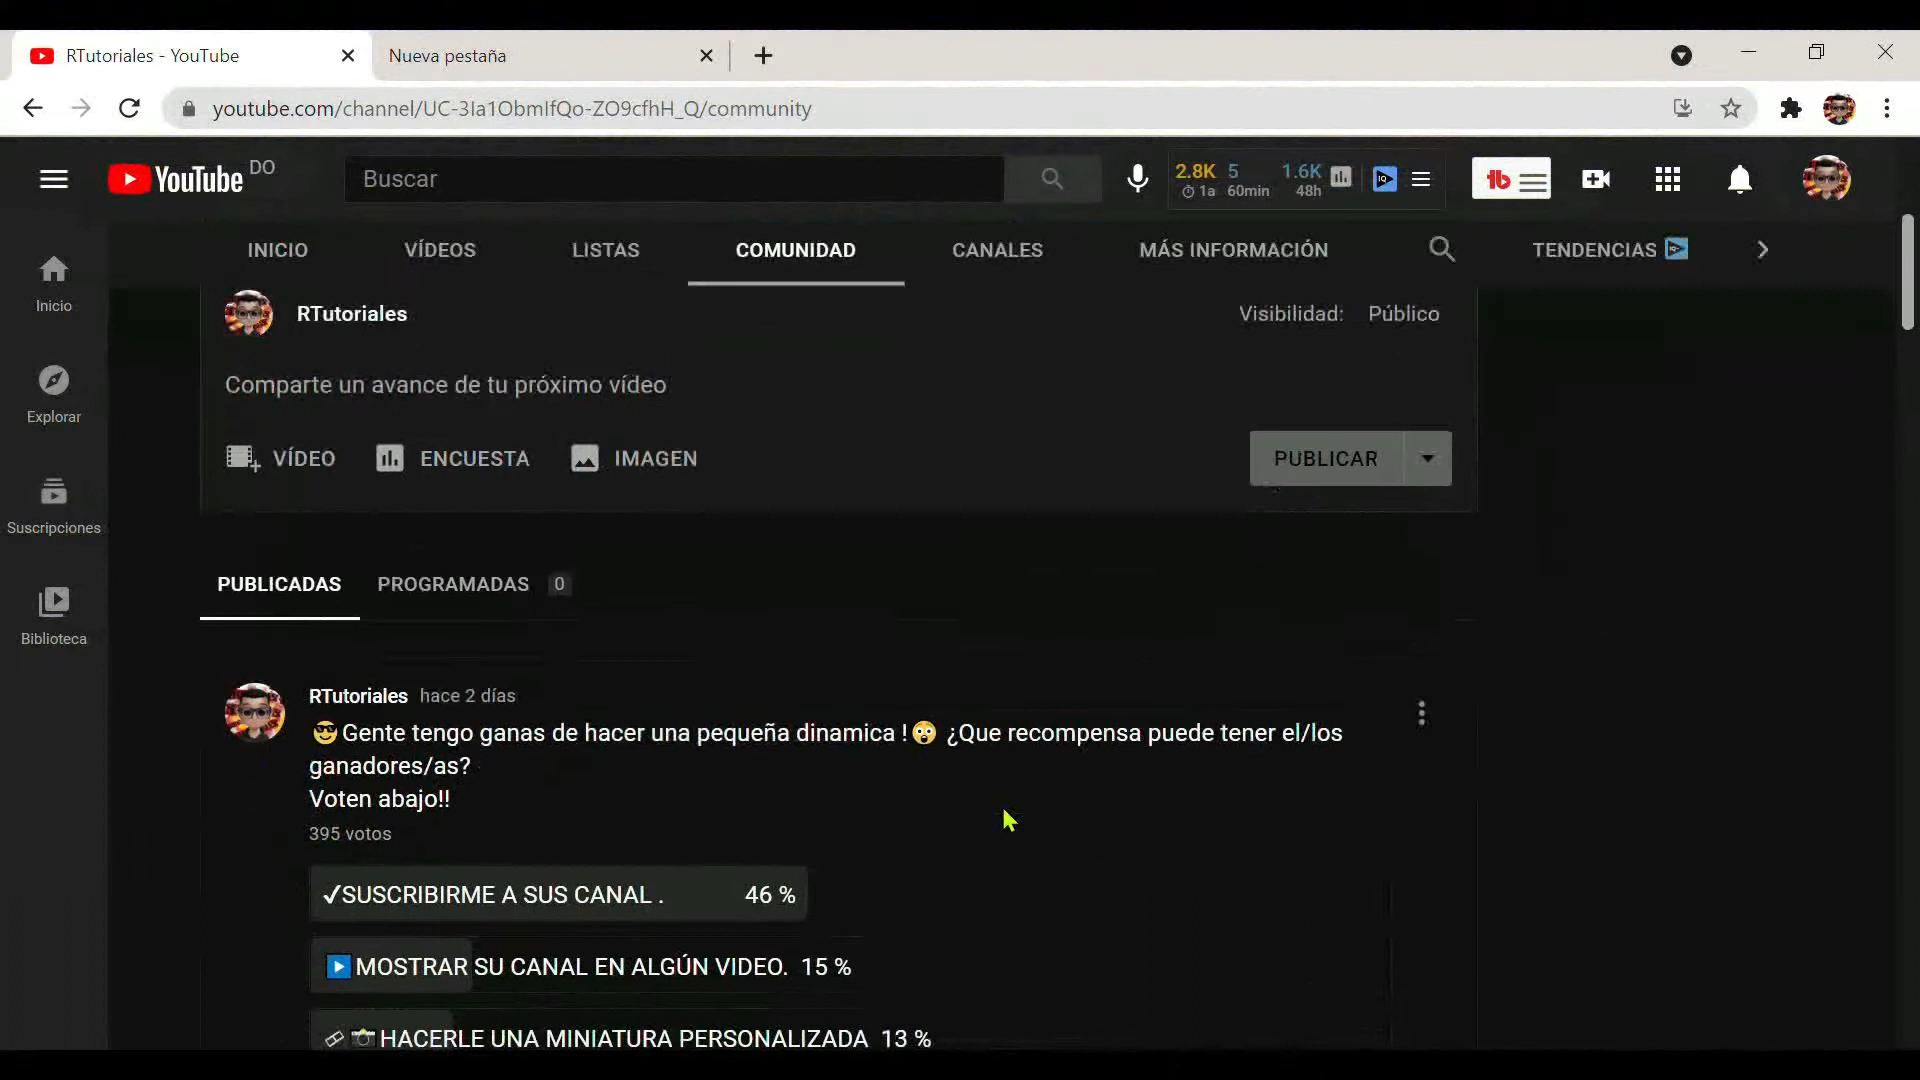 RTutoriales - YouTube
Nueva pestaña
youtube.com/channel/UC-3Ia1ObmIfQo-ZO9cfhH_Q/community
YouTube DO
Buscar
2.8K 5 1.6K
1a 60min 48h
IQ
tb
INICIO VÍDEOS LISTAS COMUNIDAD CANALES MÁS INFORMACIÓN TENDENCIAS
Inicio
Explorar
Suscripciones
Biblioteca
RTutoriales
Visibilidad: Público
Comparte un avance de tu próximo vídeo
VÍDEO ENCUESTA IMAGEN
PUBLICAR
PUBLICADAS PROGRAMADAS 0
RTutoriales hace 2 días
😎Gente tengo ganas de hacer una pequeña dinamica !😲 ¿Que recompensa puede tener el/los
ganadores/as?
Voten abajo!!
395 votos
✔SUSCRIBIRME A SUS CANAL . 46 %
▶MOSTRAR SU CANAL EN ALGÚN VIDEO. 15 %
HACERLE UNA MINIATURA PERSONALIZADA 13 %